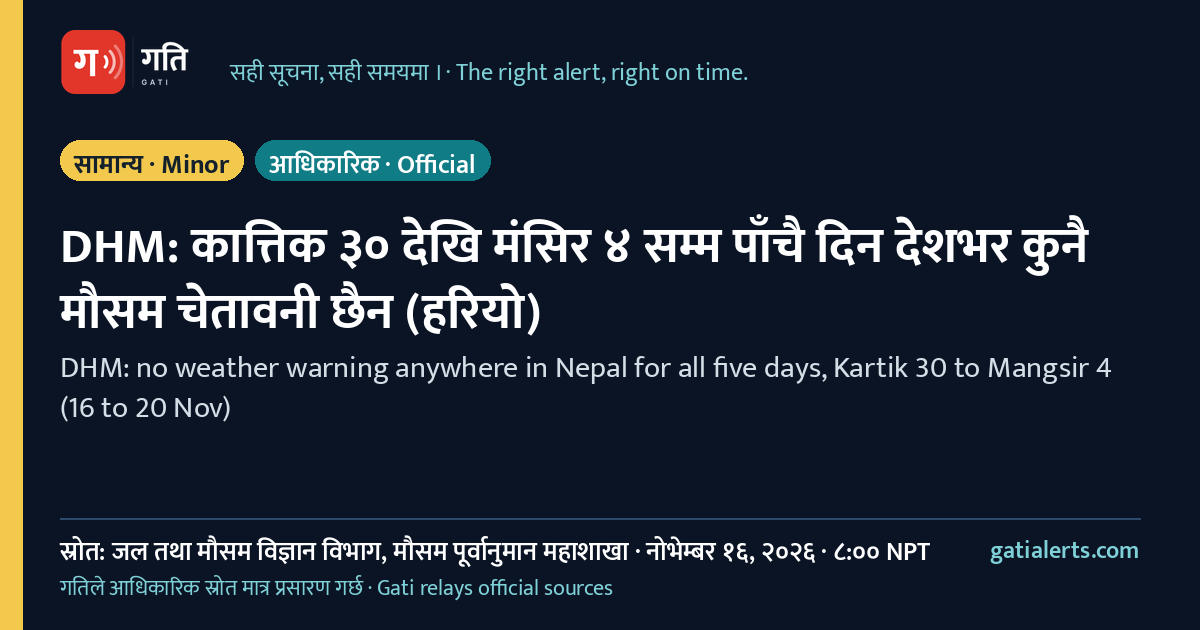 ग गति
GATI
सही सूचना, सही समयमा । · The right alert, right on time.
सामान्य · Minor
आधिकारिक · Official
DHM: कात्तिक ३० देखि मंसिर ४ सम्म पाँचै दिन देशभर कुनै
मौसम चेतावनी छैन (हरियो)
DHM: no weather warning anywhere in Nepal for all five days, Kartik 30 to Mangsir 4
(16 to 20 Nov)
स्रोत: जल तथा मौसम विज्ञान विभाग, मौसम पूर्वानुमान महाशाखा · नोभेम्बर १६, २०२६ · ८:०० NPT
gatialerts.com
गतिले आधिकारिक स्रोत मात्र प्रसारण गर्छ · Gati relays official sources